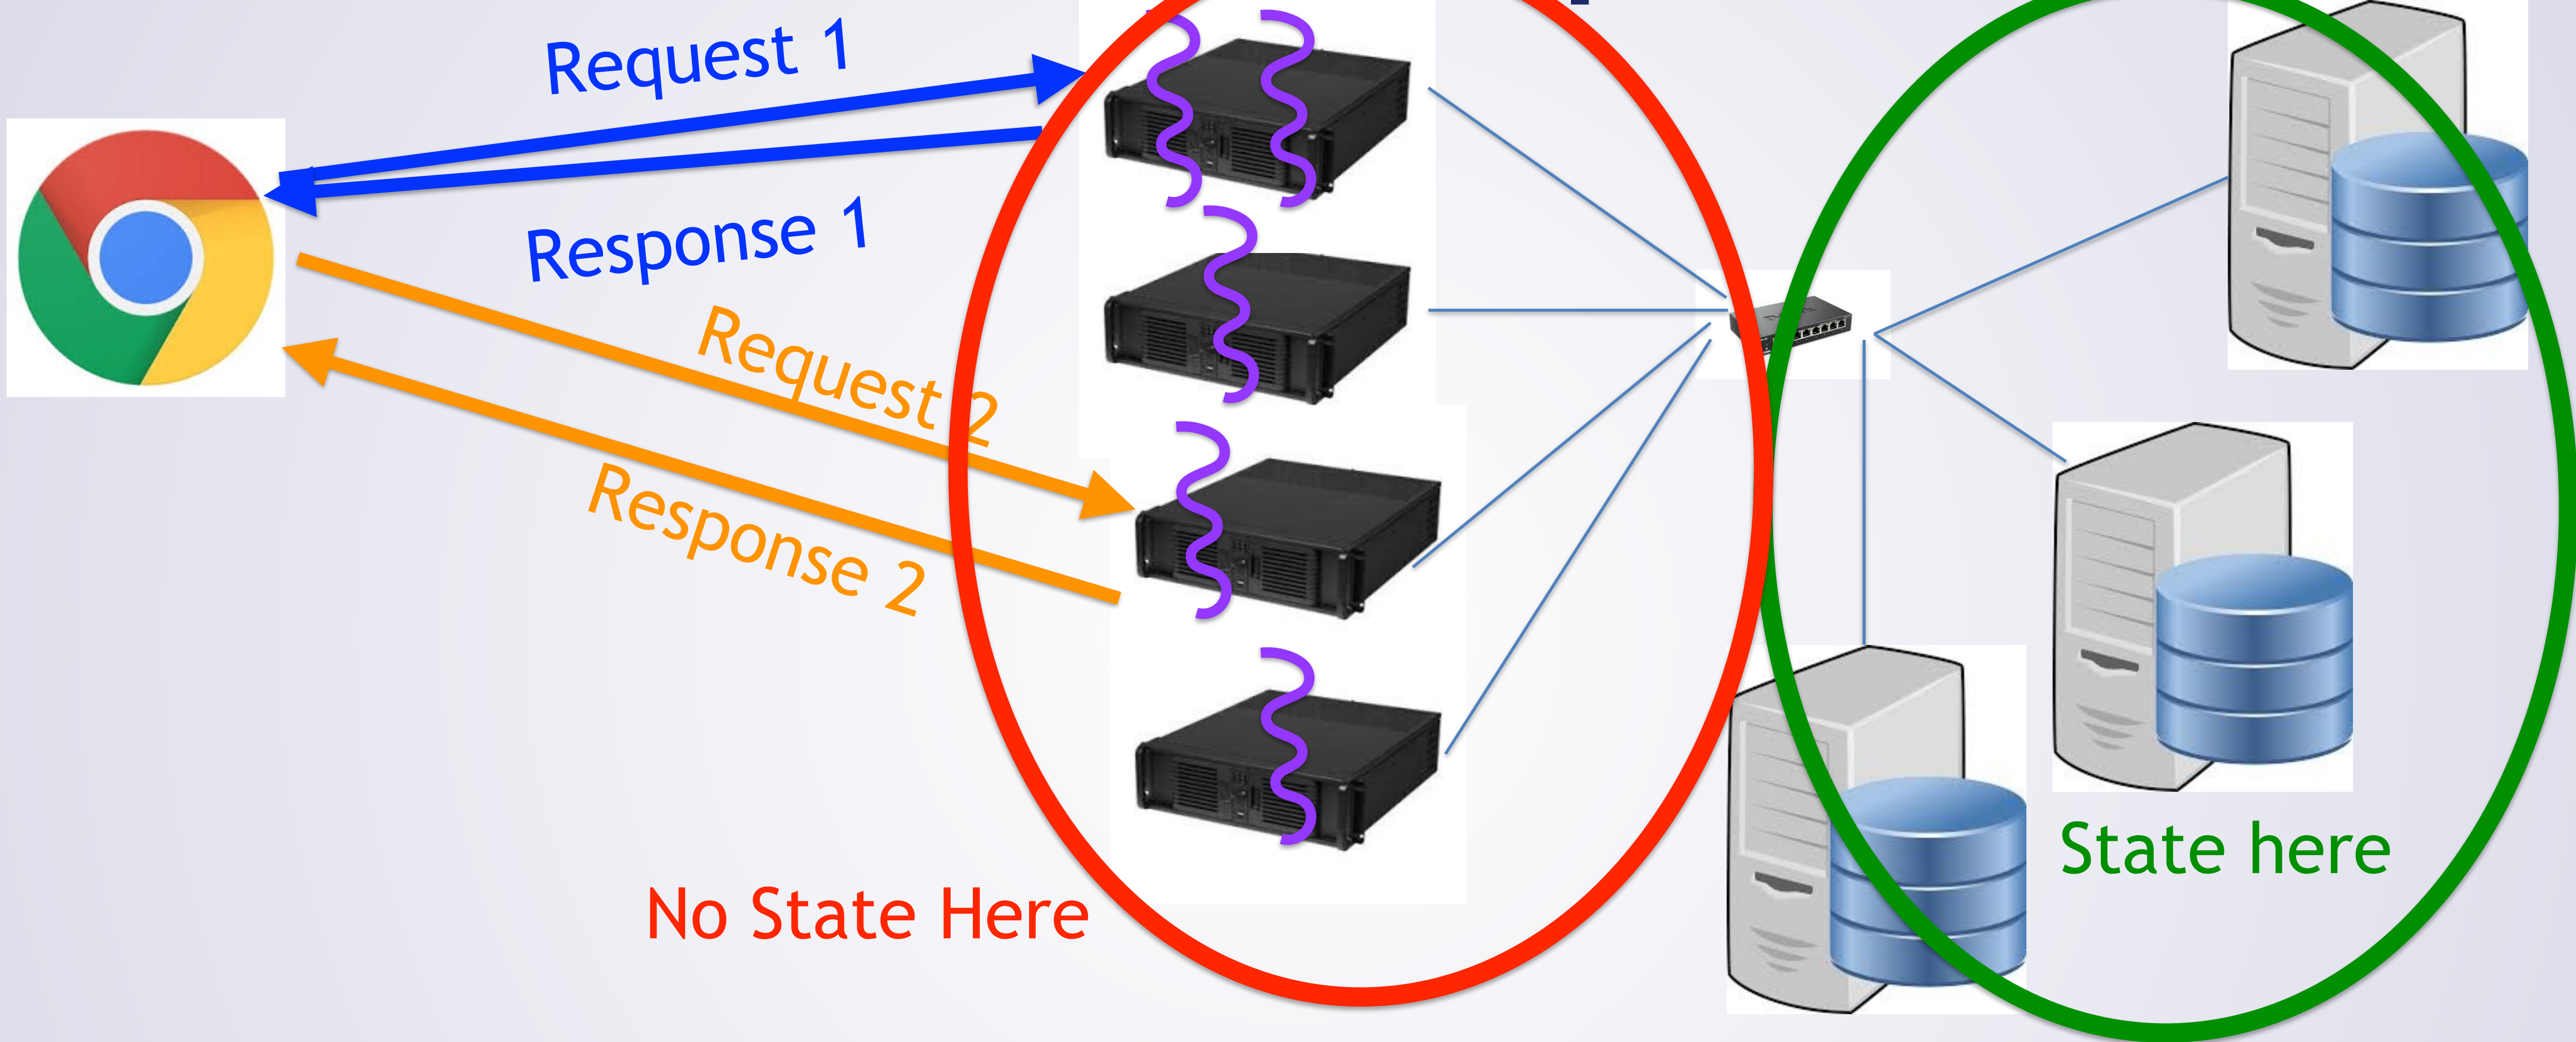 Request 1
Response 1
Request 2
Response 2
No State Here
State here